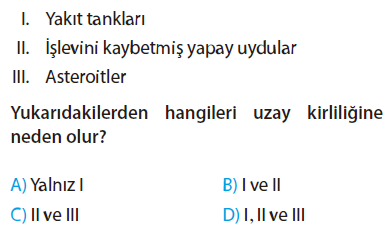 I. Yakıt tankları
II. İşlevini kaybetmiş yapay uydular
III. Asteroitler
Yukarıdakilerden hangileri uzay kirliliğine
neden olur?
A) Yalnız I B) I ve II
C) II ve III D) I, II ve III